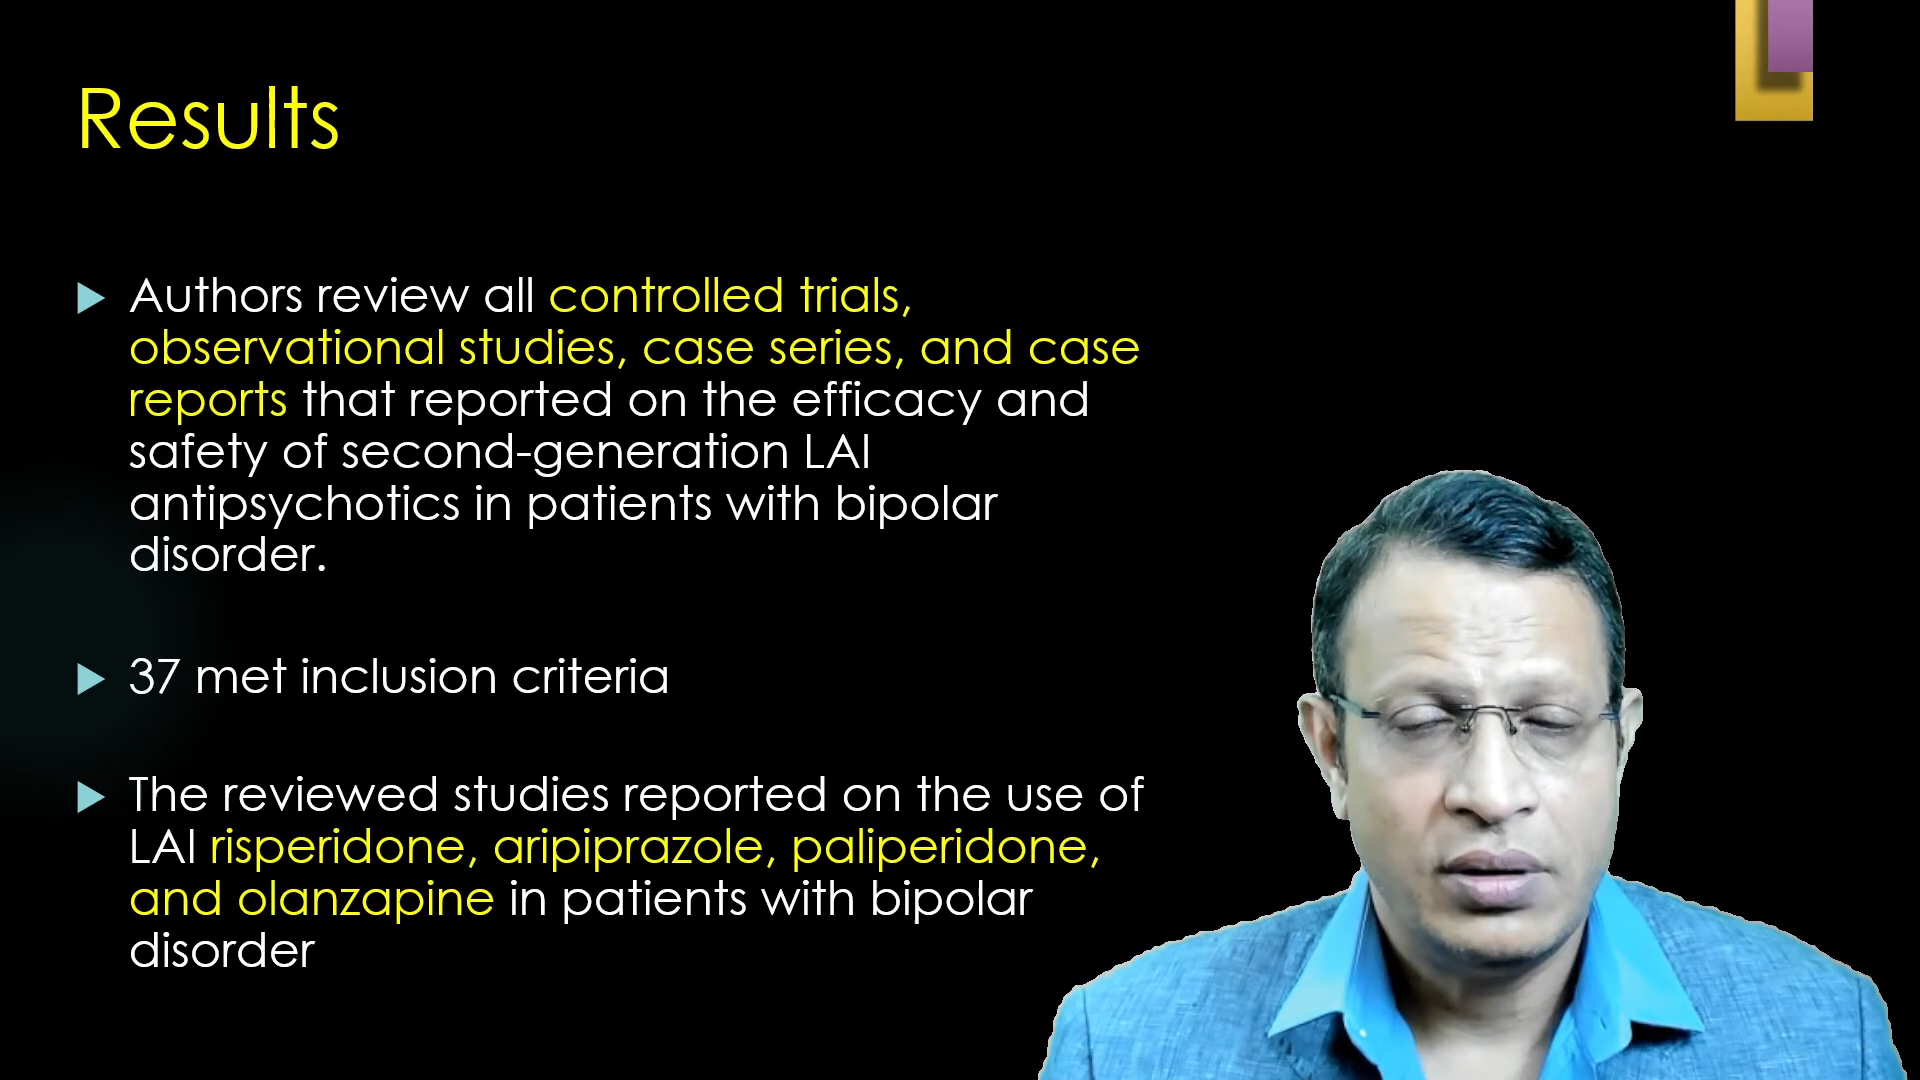 Results
Authors review all controlled trials,
observational studies, case series, and case
reports that reported on the efficacy and
safety of second-generation LAI
antipsychotics in patients with bipolar
disorder.
37 met inclusion criteria
The reviewed studies reported on the use of
LAI risperidone, aripiprazole, paliperidone,
and olanzapine in patients with bipolar
disorder